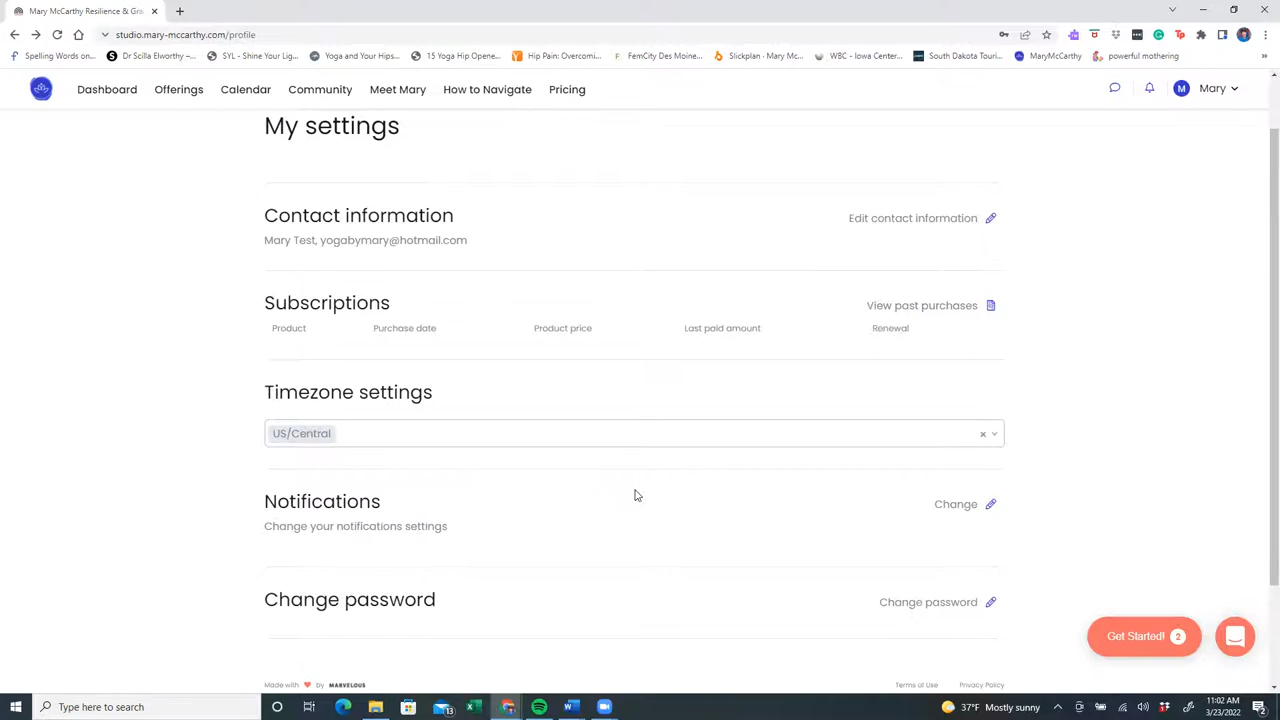 Mary McCarthy Resilience & Gra
studio.mary-mccarthy.com/profile
Spelling Words on... Dr Scilla Elworthy –... SYL - Shine Your Lig... Yoga and Your Hips... 15 Yoga Hip Opene... Hip Pain: Overcomi... FemCity Des Moine... Slickplan - Mary Mc... WBC - Iowa Center... South Dakota Touri... MaryMcCarthy powerful mothering »
Dashboard Offerings Calendar Community Meet Mary How to Navigate Pricing M Mary
My settings
Contact information
Edit contact information
Mary Test, yogabymary@hotmail.com
Subscriptions
View past purchases
Product Purchase date Product price Last paid amount Renewal
Timezone settings
US/Central
Notifications
Change
Change your notifications settings
Change password
Change password
Get Started! 2
Made with ❤ by MARVELOUS
Terms of Use Privacy Policy
Type here to search
13
37°F Mostly sunny
11:02 AM
3/23/2022
2